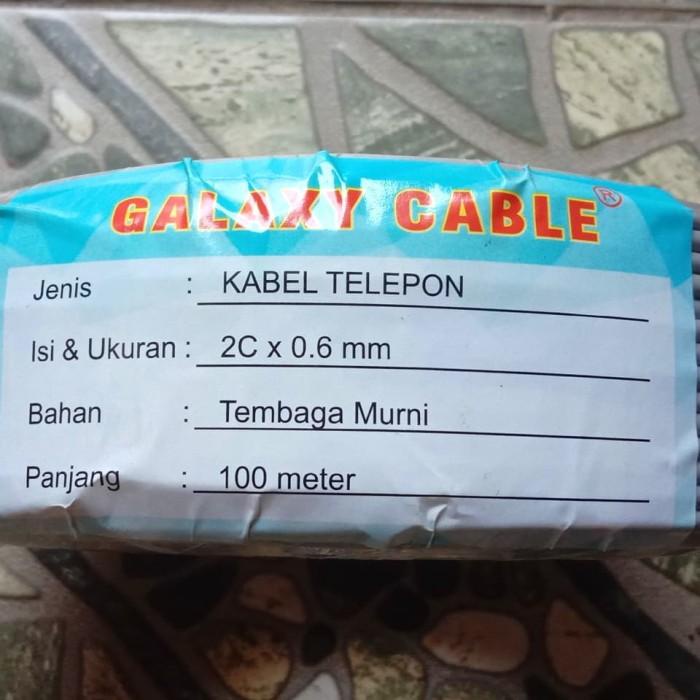 GALAXY CABLE ®
Jenis : KABEL TELEPON
Isi & Ukuran : 2C x 0.6 mm
Bahan : Tembaga Murni
Panjang : 100 meter